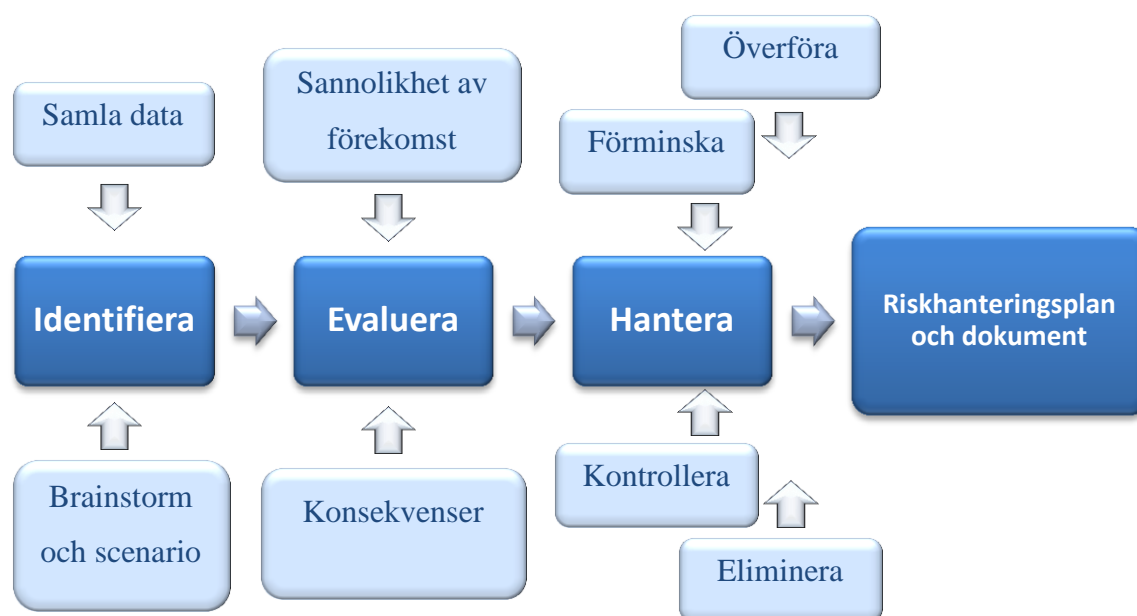 Överföra
Samla data
Sannolikhet av
förekomst
Förminska
Identifiera
Evaluera
Hantera
Riskhanteringsplan
och dokument
Brainstorm
och scenario
Konsekvenser
Kontrollera
Eliminera